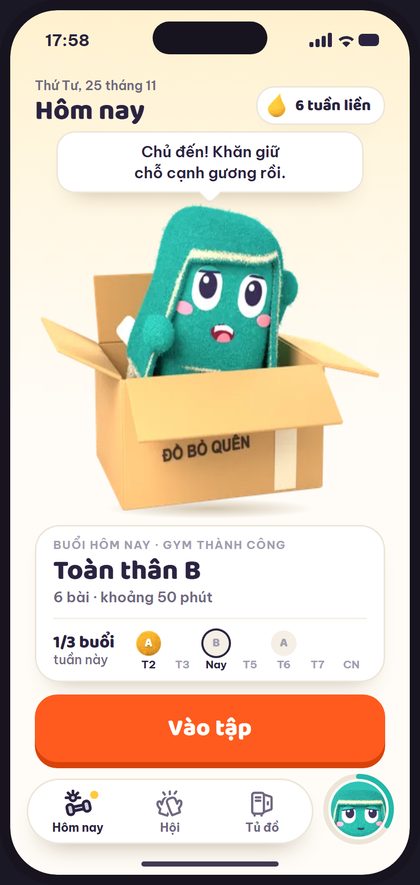 17:58
Thứ Tư, 25 tháng 11
Hôm nay
6 tuần liền
Chủ đến! Khăn giữ
chỗ cạnh gương rồi.
ĐỒ BỎ QUÊN
BUỔI HÔM NAY · GYM THÀNH CÔNG
Toàn thân B
6 bài · khoảng 50 phút
1/3 buổi
tuần này
A B A
T2 T3 Nay T5 T6 T7 CN
Vào tập
Hôm nay Hội Tủ đồ